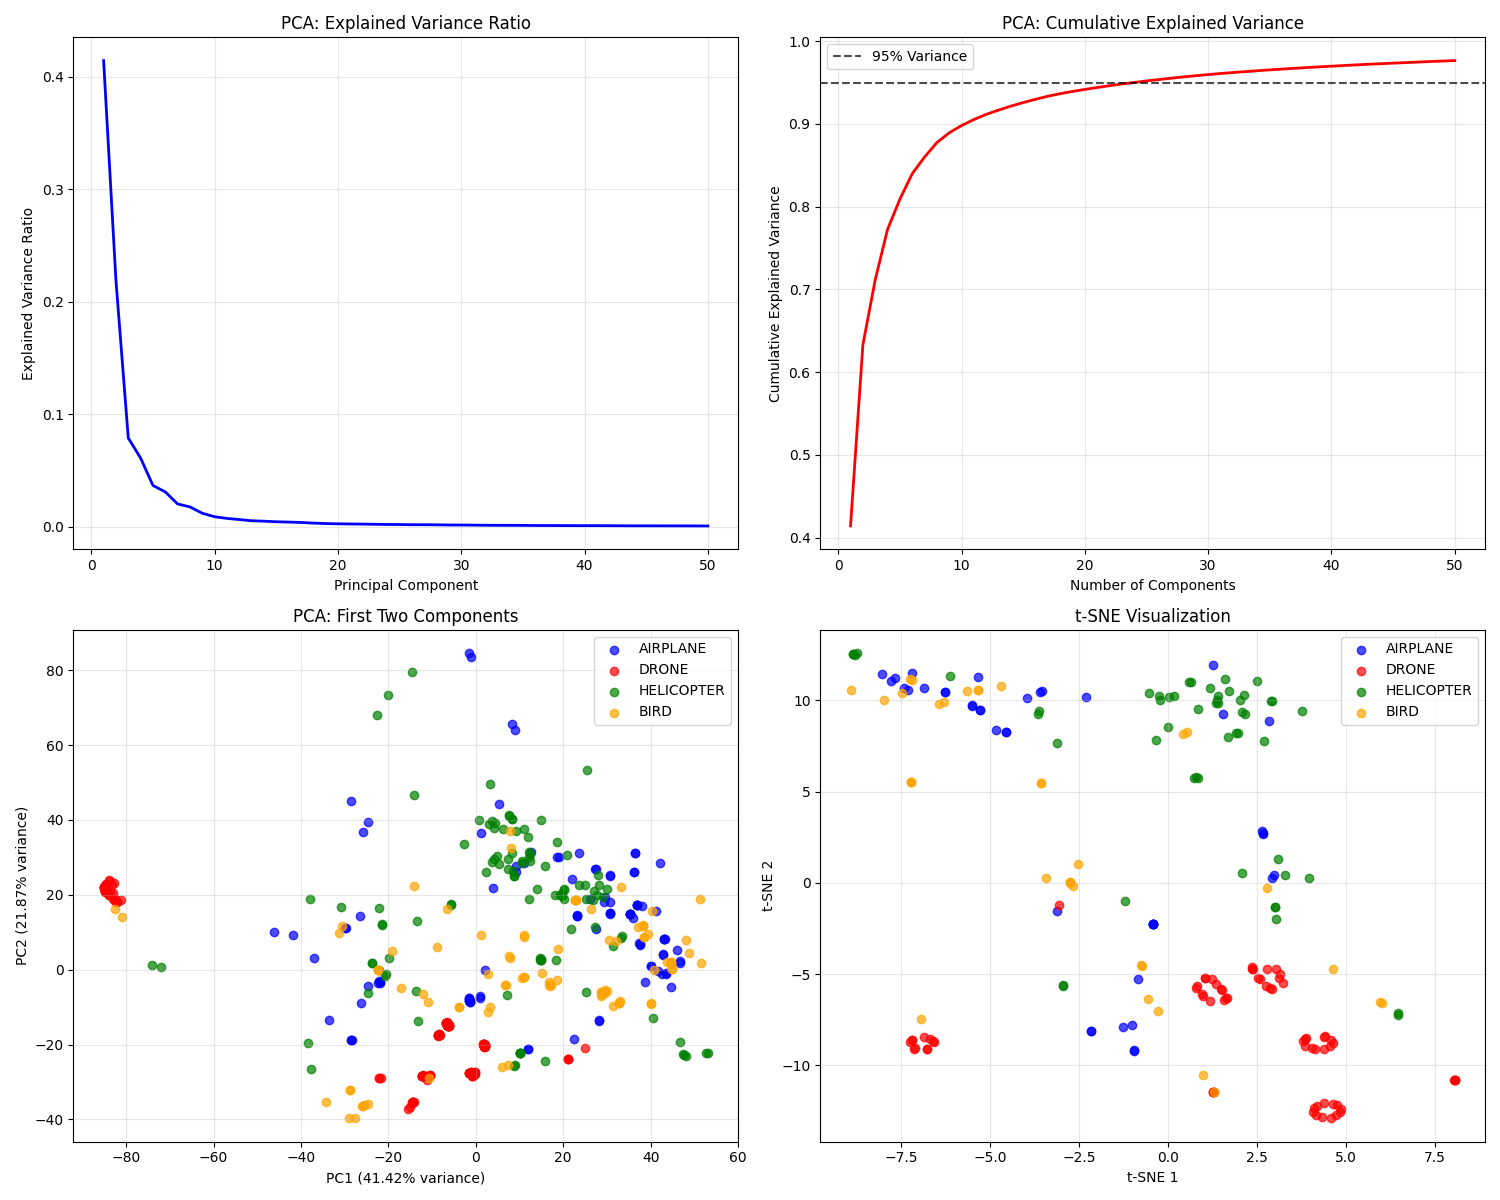 PCA: Explained Variance Ratio
Explained Variance Ratio
0.4
0.3
0.2
0.1
0.0
0 10 20 30 40 50
Principal Component
PCA: Cumulative Explained Variance
95% Variance
Cumulative Explained Variance
1.0
0.9
0.8
0.7
0.6
0.5
0.4
0 10 20 30 40 50
Number of Components
PCA: First Two Components
AIRPLANE
DRONE
HELICOPTER
BIRD
PC2 (21.87% variance)
80
60
40
20
0
−20
−40
−80 −60 −40 −20 0 20 40 60
PC1 (41.42% variance)
t-SNE Visualization
AIRPLANE
DRONE
HELICOPTER
BIRD
t-SNE 2
10
5
0
−5
−10
−7.5 −5.0 −2.5 0.0 2.5 5.0 7.5
t-SNE 1